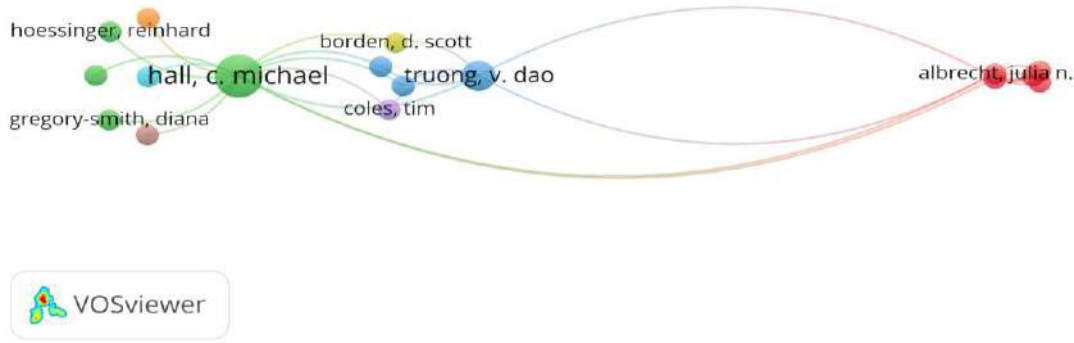 hoessinger, reinhard
borden, d. scott
hall, c. michael
truong, v. dao
albrecht, julia n.
gregory-smith, diana
coles, tim
VOSviewer